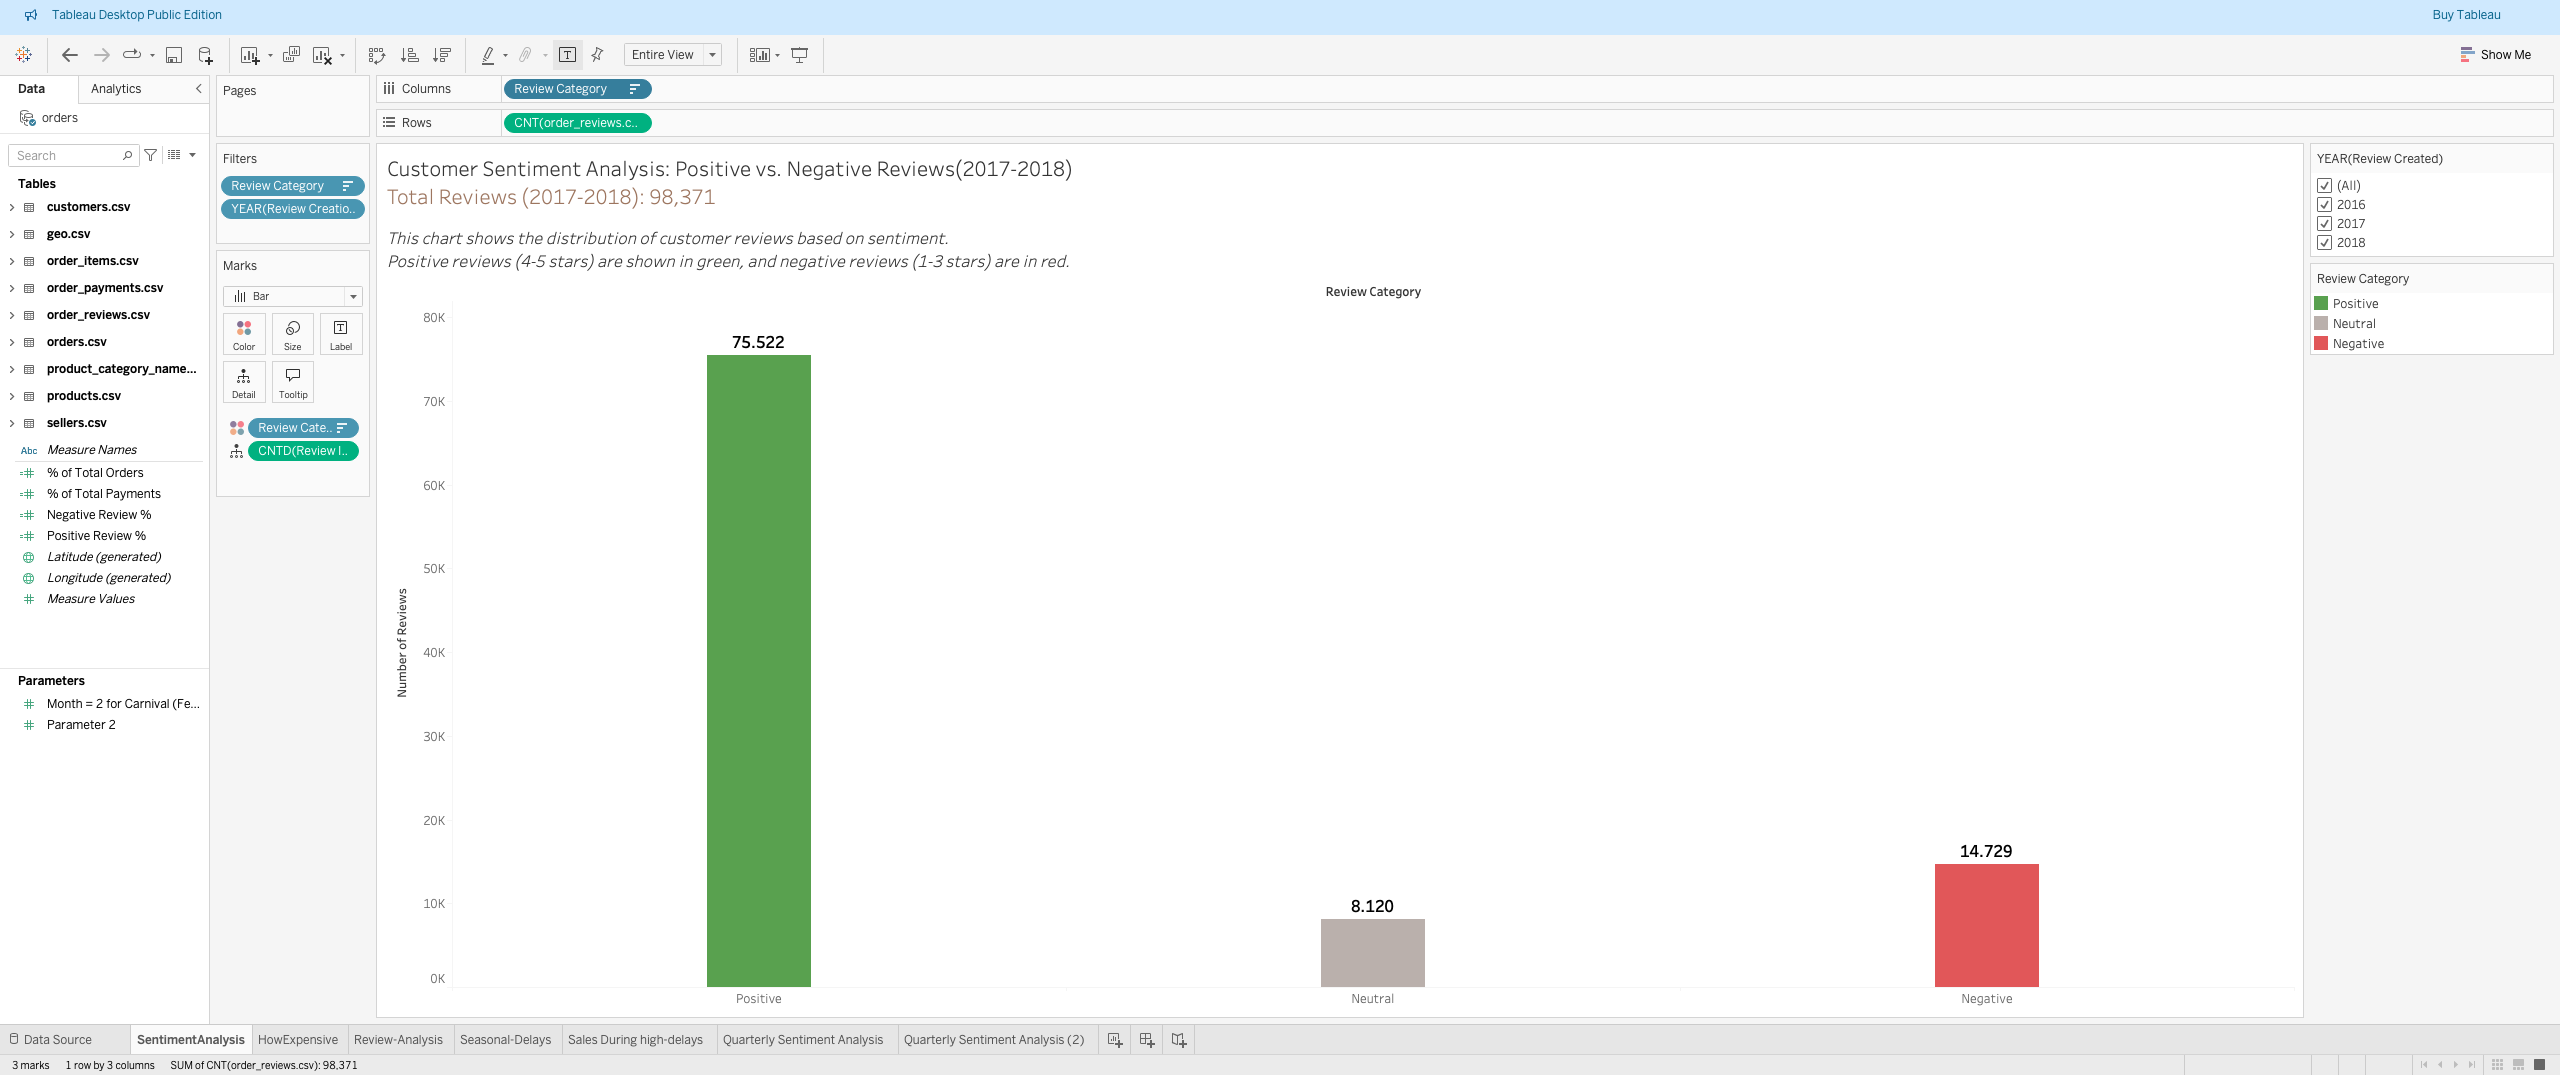 Tableau Desktop Public Edition
Buy Tableau
Entire View
Show Me
Data
Analytics
orders
Search
Tables
customers.csv
geo.csv
order_items.csv
order_payments.csv
order_reviews.csv
orders.csv
product_category_name...
products.csv
sellers.csv
Abc Measure Names
% of Total Orders
% of Total Payments
Negative Review %
Positive Review %
Latitude (generated)
Longitude (generated)
Measure Values
Parameters
Month = 2 for Carnival (Fe...
Parameter 2
Pages
Filters
Review Category
YEAR(Review Creatio..
Marks
Bar
Color
Size
Label
Detail
Tooltip
Review Cate..
CNTD(Review I..
Columns
Review Category
Rows
CNT(order_reviews.c..
Customer Sentiment Analysis: Positive vs. Negative Reviews(2017-2018)
Total Reviews (2017-2018): 98,371
This chart shows the distribution of customer reviews based on sentiment.
Positive reviews (4-5 stars) are shown in green, and negative reviews (1-3 stars) are in red.
Review Category
Number of Reviews
80K
70K
60K
50K
40K
30K
20K
10K
0K
75.522
8.120
14.729
Positive
Neutral
Negative
YEAR(Review Created)
(All)
2016
2017
2018
Review Category
Positive
Neutral
Negative
Data Source
SentimentAnalysis
HowExpensive
Review-Analysis
Seasonal-Delays
Sales During high-delays
Quarterly Sentiment Analysis
Quarterly Sentiment Analysis (2)
3 marks
1 row by 3 columns
SUM of CNT(order_reviews.csv): 98,371